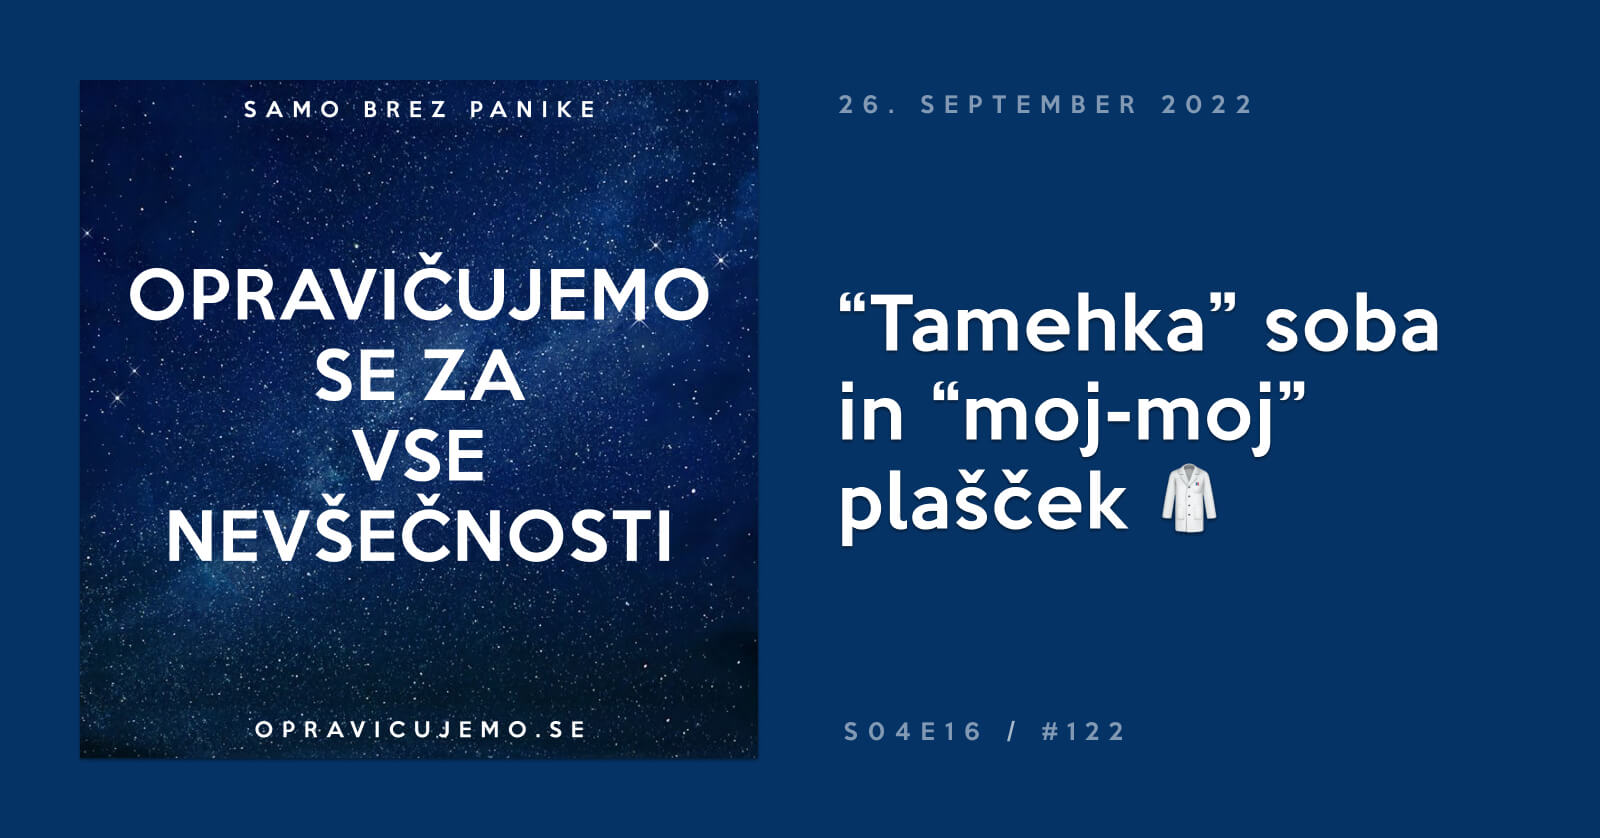 SAMO BREZ PANIKE
OPRAVIČUJEMO
SE ZA
VSE
NEVŠEČNOSTI
OPRAVICUJEMO.SE
26. SEPTEMBER 2022
“Tamehka” soba
in “moj-moj”
plašček 🥼
S04E16 / #122